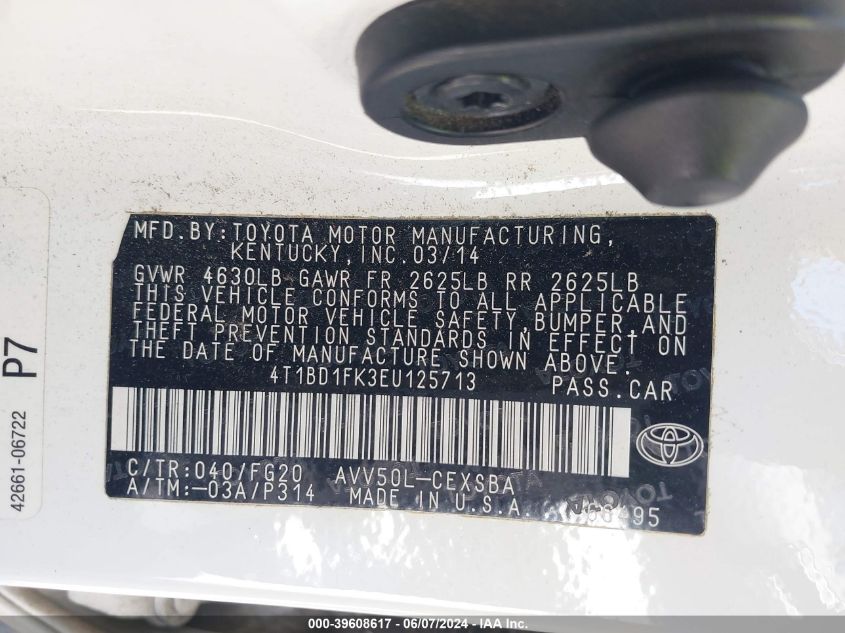 MFD.BY:TOYOTA MOTOR MANUFACTURING,
KENTUCKY,INC.03/14
GVWR 4630LB GAWR FR 2625LB RR 2625LB
THIS VEHICLE CONFORMS TO ALL APPLICABLE
FEDERAL MOTOR VEHICLE SAFETY,BUMPER,AND
THEFT PREVENTION STANDARDS IN EFFECT ON
THE DATE OF MANUFACTURE SHOWN ABOVE.
4T1BD1FK3EU125713 PASS.CAR
C/TR:040/FG20 AVV50L-CEXSBA
A/TM:-03A/P314 MADE IN U.S.A.
42661-06722 P7
000-39608617 - 06/07/2024 - IAA Inc.